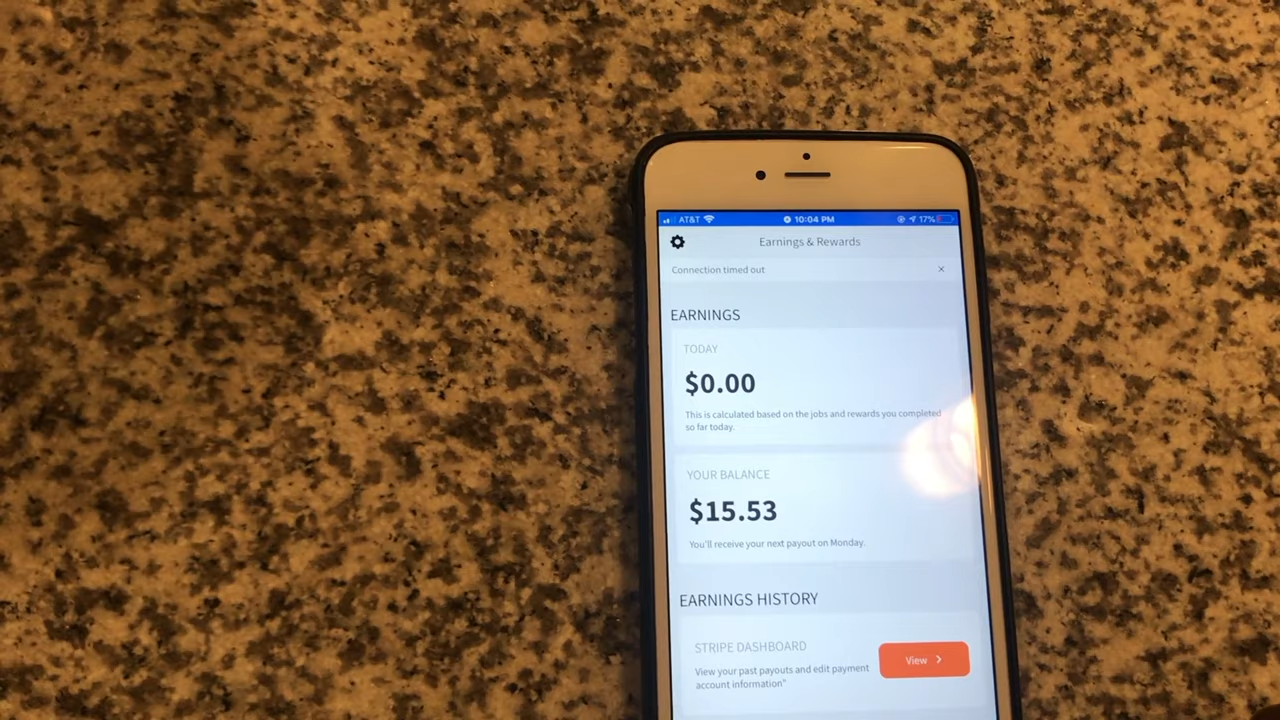 AT&T 10:04 PM 17%
Earnings & Rewards
Connection timed out ×
EARNINGS
TODAY
$0.00
This is calculated based on the jobs and rewards you completed
so far today.
YOUR BALANCE
$15.53
You'll receive your next payout on Monday.
EARNINGS HISTORY
STRIPE DASHBOARD
View your past payouts and edit payment
account information"
View